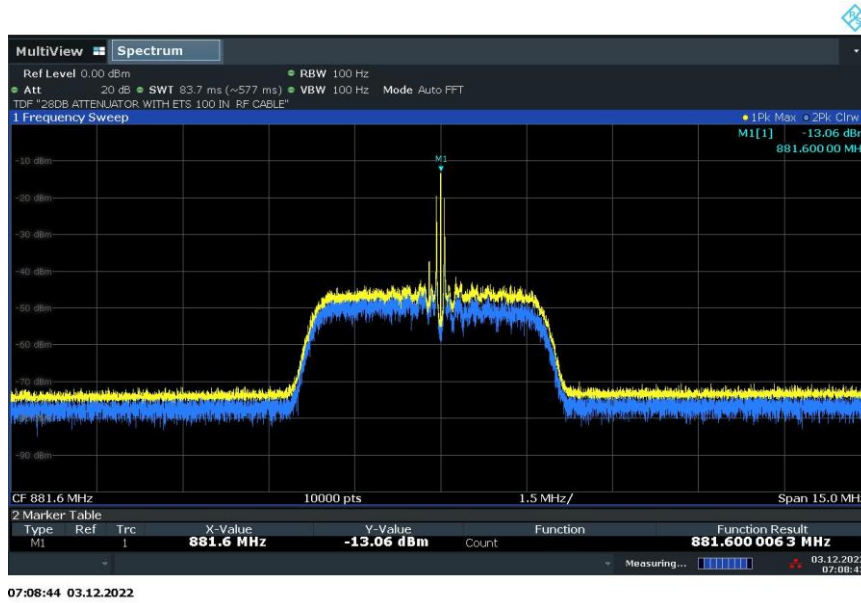 MultiView Spectrum
Ref Level 0.00 dBm RBW 100 Hz
Att 20 dB SWT 83.7 ms (~577 ms) VBW 100 Hz Mode Auto FFT
TDF "28DB ATTENUATOR WITH ETS 100 IN RF CABLE"
1 Frequency Sweep 1Pk Max 2Pk Clrw
M1[1] -13.06 dBm
881.600 00 MH
M1
-10 dBm
-20 dBm
-30 dBm
-40 dBm
-50 dBm
-60 dBm
-70 dBm
-90 dBm
CF 881.6 MHz 10000 pts 1.5 MHz/ Span 15.0 MH
2 Marker Table
Type Ref Trc X-Value Y-Value Function Function Result
M1 1 881.6 MHz -13.06 dBm Count 881.600 006 3 MHz
Measuring... 03.12.2022
07:08:43
07:08:44 03.12.2022